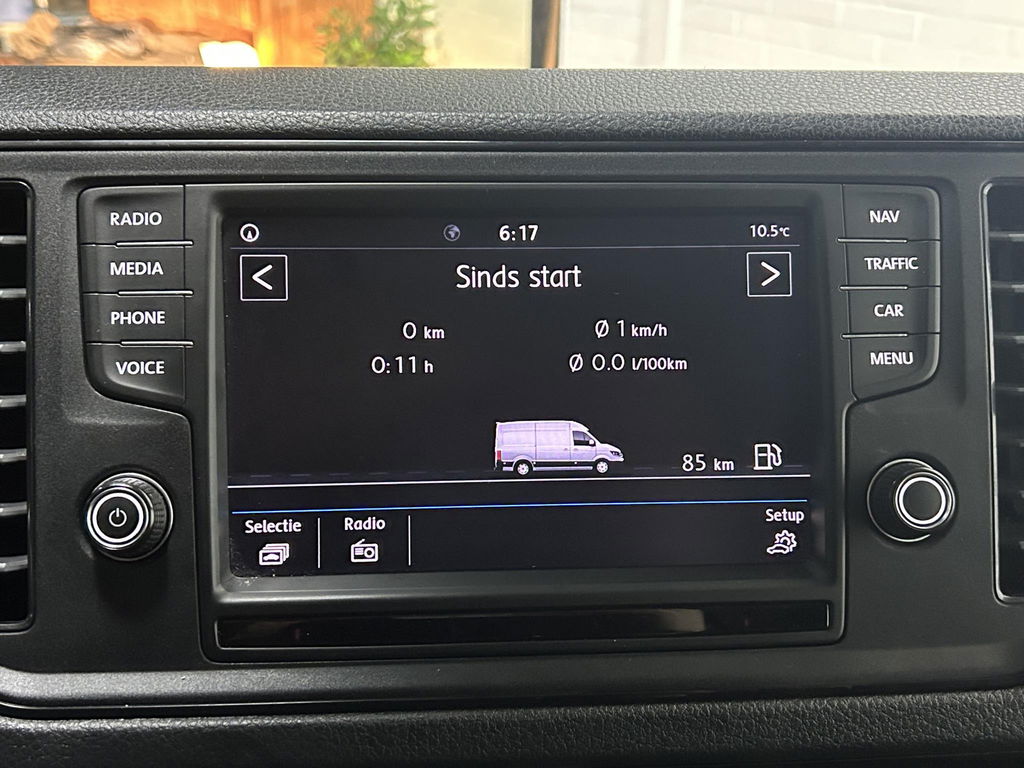 RADIO
MEDIA
PHONE
VOICE
6:17
10.5°C
Sinds start
0 km
Ø 1 km/h
0:11 h
Ø 0.0 l/100km
85 km
Selectie
Radio
Setup
NAV
TRAFFIC
CAR
MENU